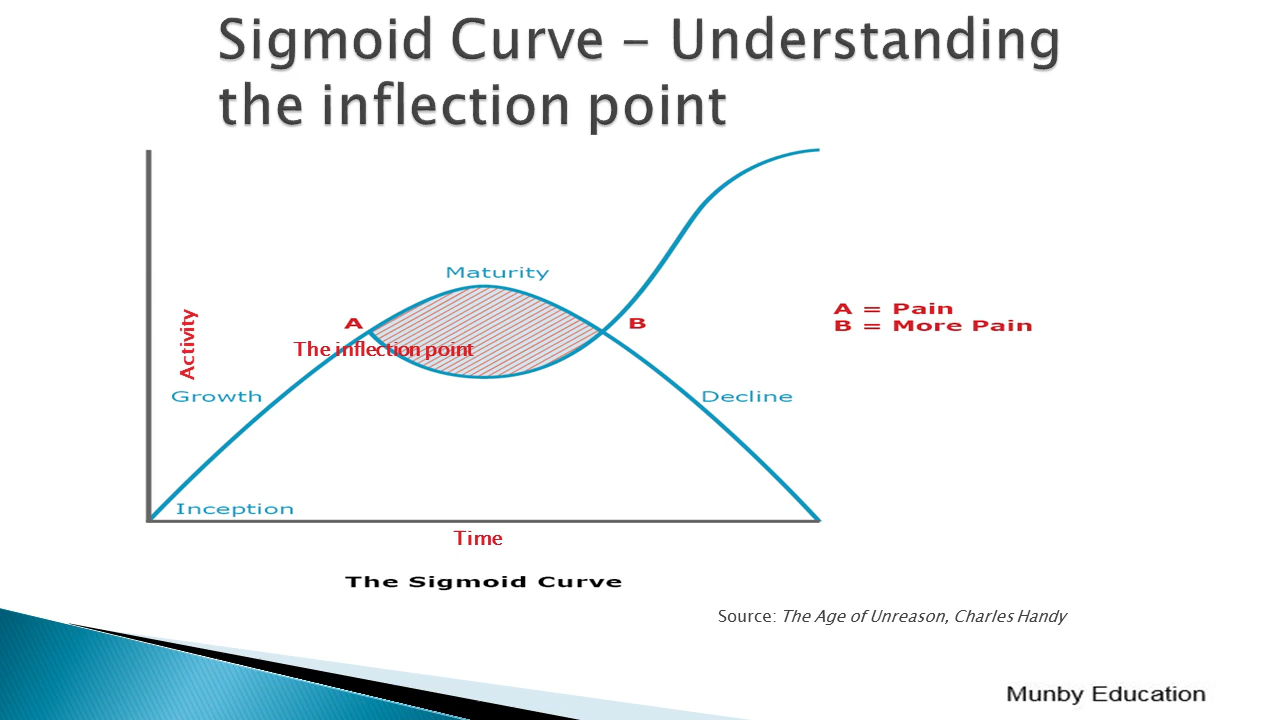 Sigmoid Curve – Understanding
the inflection point
Maturity
A
B
A = Pain
B = More Pain
The inflection point
Activity
Growth
Decline
Inception
Time
The Sigmoid Curve
Source: The Age of Unreason, Charles Handy
Munby Education